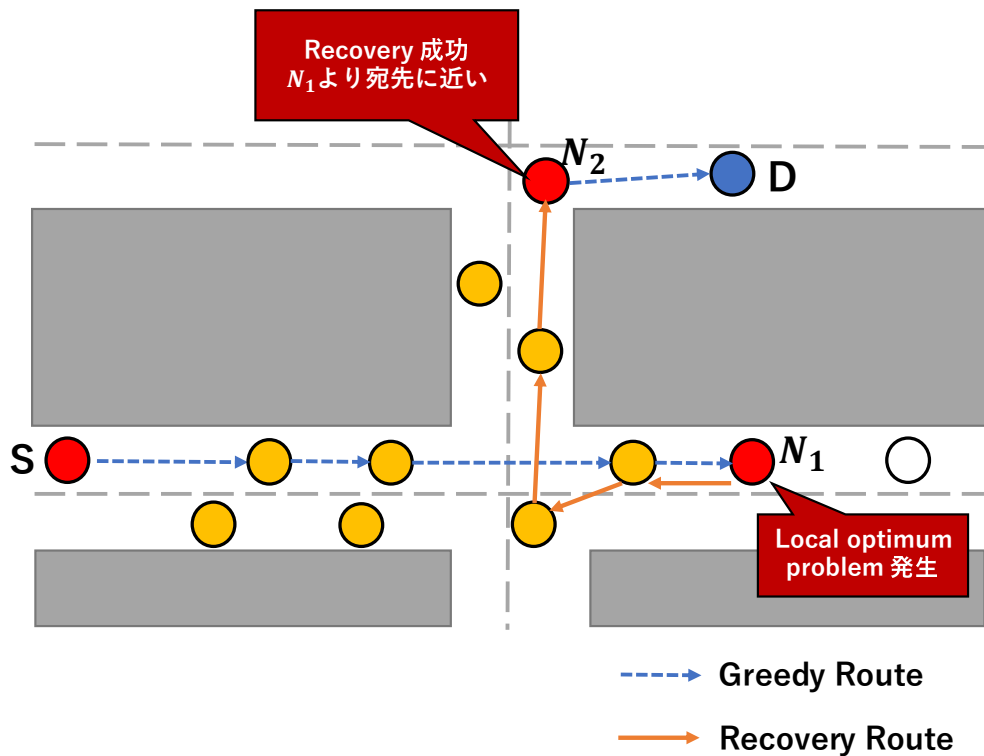 Recovery 成功
N₁より宛先に近い
N₂
D
S
N₁
Local optimum
problem 発生
Greedy Route
Recovery Route